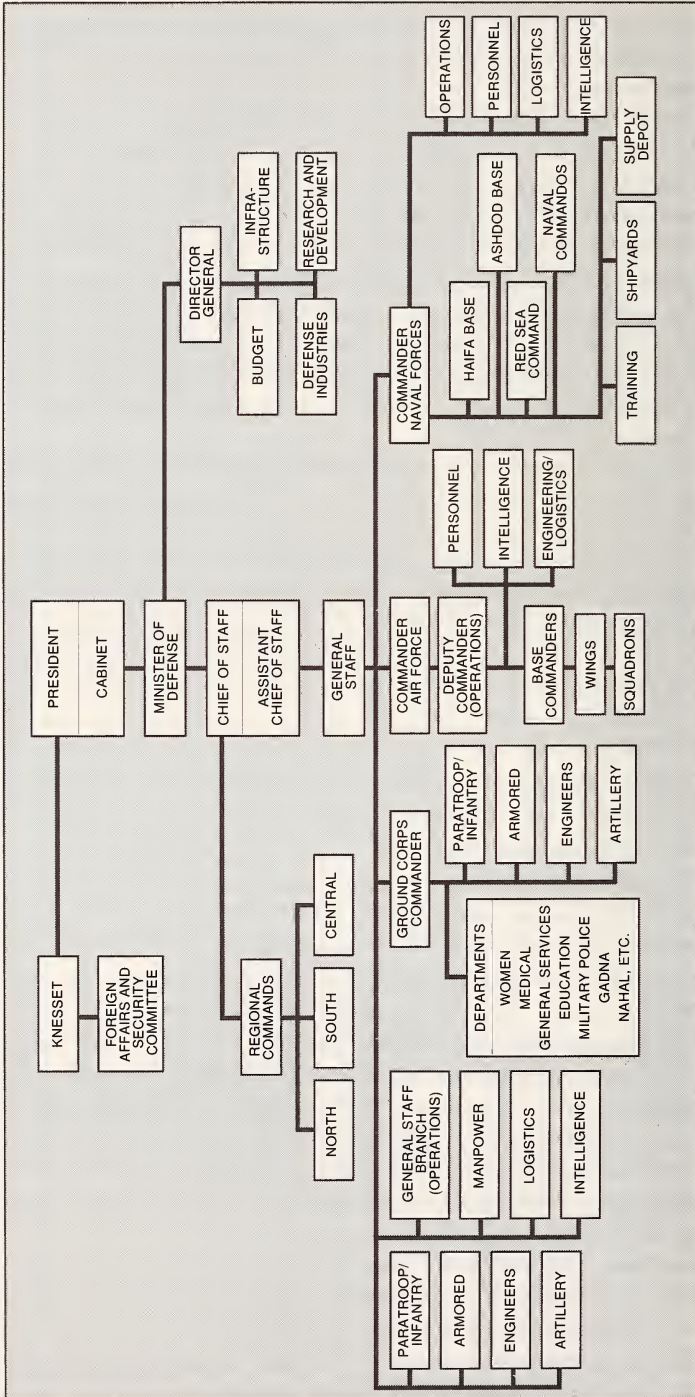 PRESIDENT
CABINET
KNESSET
FOREIGN
AFFAIRS AND
SECURITY
COMMITTEE
MINISTER OF
DEFENSE
DIRECTOR
GENERAL
BUDGET
INFRA-
STRUCTURE
DEFENSE
INDUSTRIES
RESEARCH AND
DEVELOPMENT
CHIEF OF STAFF
ASSISTANT
CHIEF OF STAFF
REGIONAL
COMMANDS
NORTH
SOUTH
CENTRAL
GENERAL
STAFF
PARATROOP/
INFANTRY
ARMORED
ENGINEERS
ARTILLERY
GENERAL STAFF
BRANCH
(OPERATIONS)
MANPOWER
LOGISTICS
INTELLIGENCE
GROUND CORPS
COMMANDER
DEPARTMENTS
WOMEN
MEDICAL
GENERAL SERVICES
EDUCATION
MILITARY POLICE
GADNA
NAHAL, ETC.
PARATROOP/
INFANTRY
ARMORED
ENGINEERS
ARTILLERY
COMMANDER
AIR FORCE
DEPUTY
COMMANDER
(OPERATIONS)
PERSONNEL
INTELLIGENCE
ENGINEERING/
LOGISTICS
BASE
COMMANDERS
WINGS
SQUADRONS
COMMANDER
NAVAL FORCES
HAIFA BASE
ASHDOD BASE
RED SEA
COMMAND
NAVAL
COMMANDOS
TRAINING
SHIPYARDS
SUPPLY
DEPOT
OPERATIONS
PERSONNEL
LOGISTICS
INTELLIGENCE